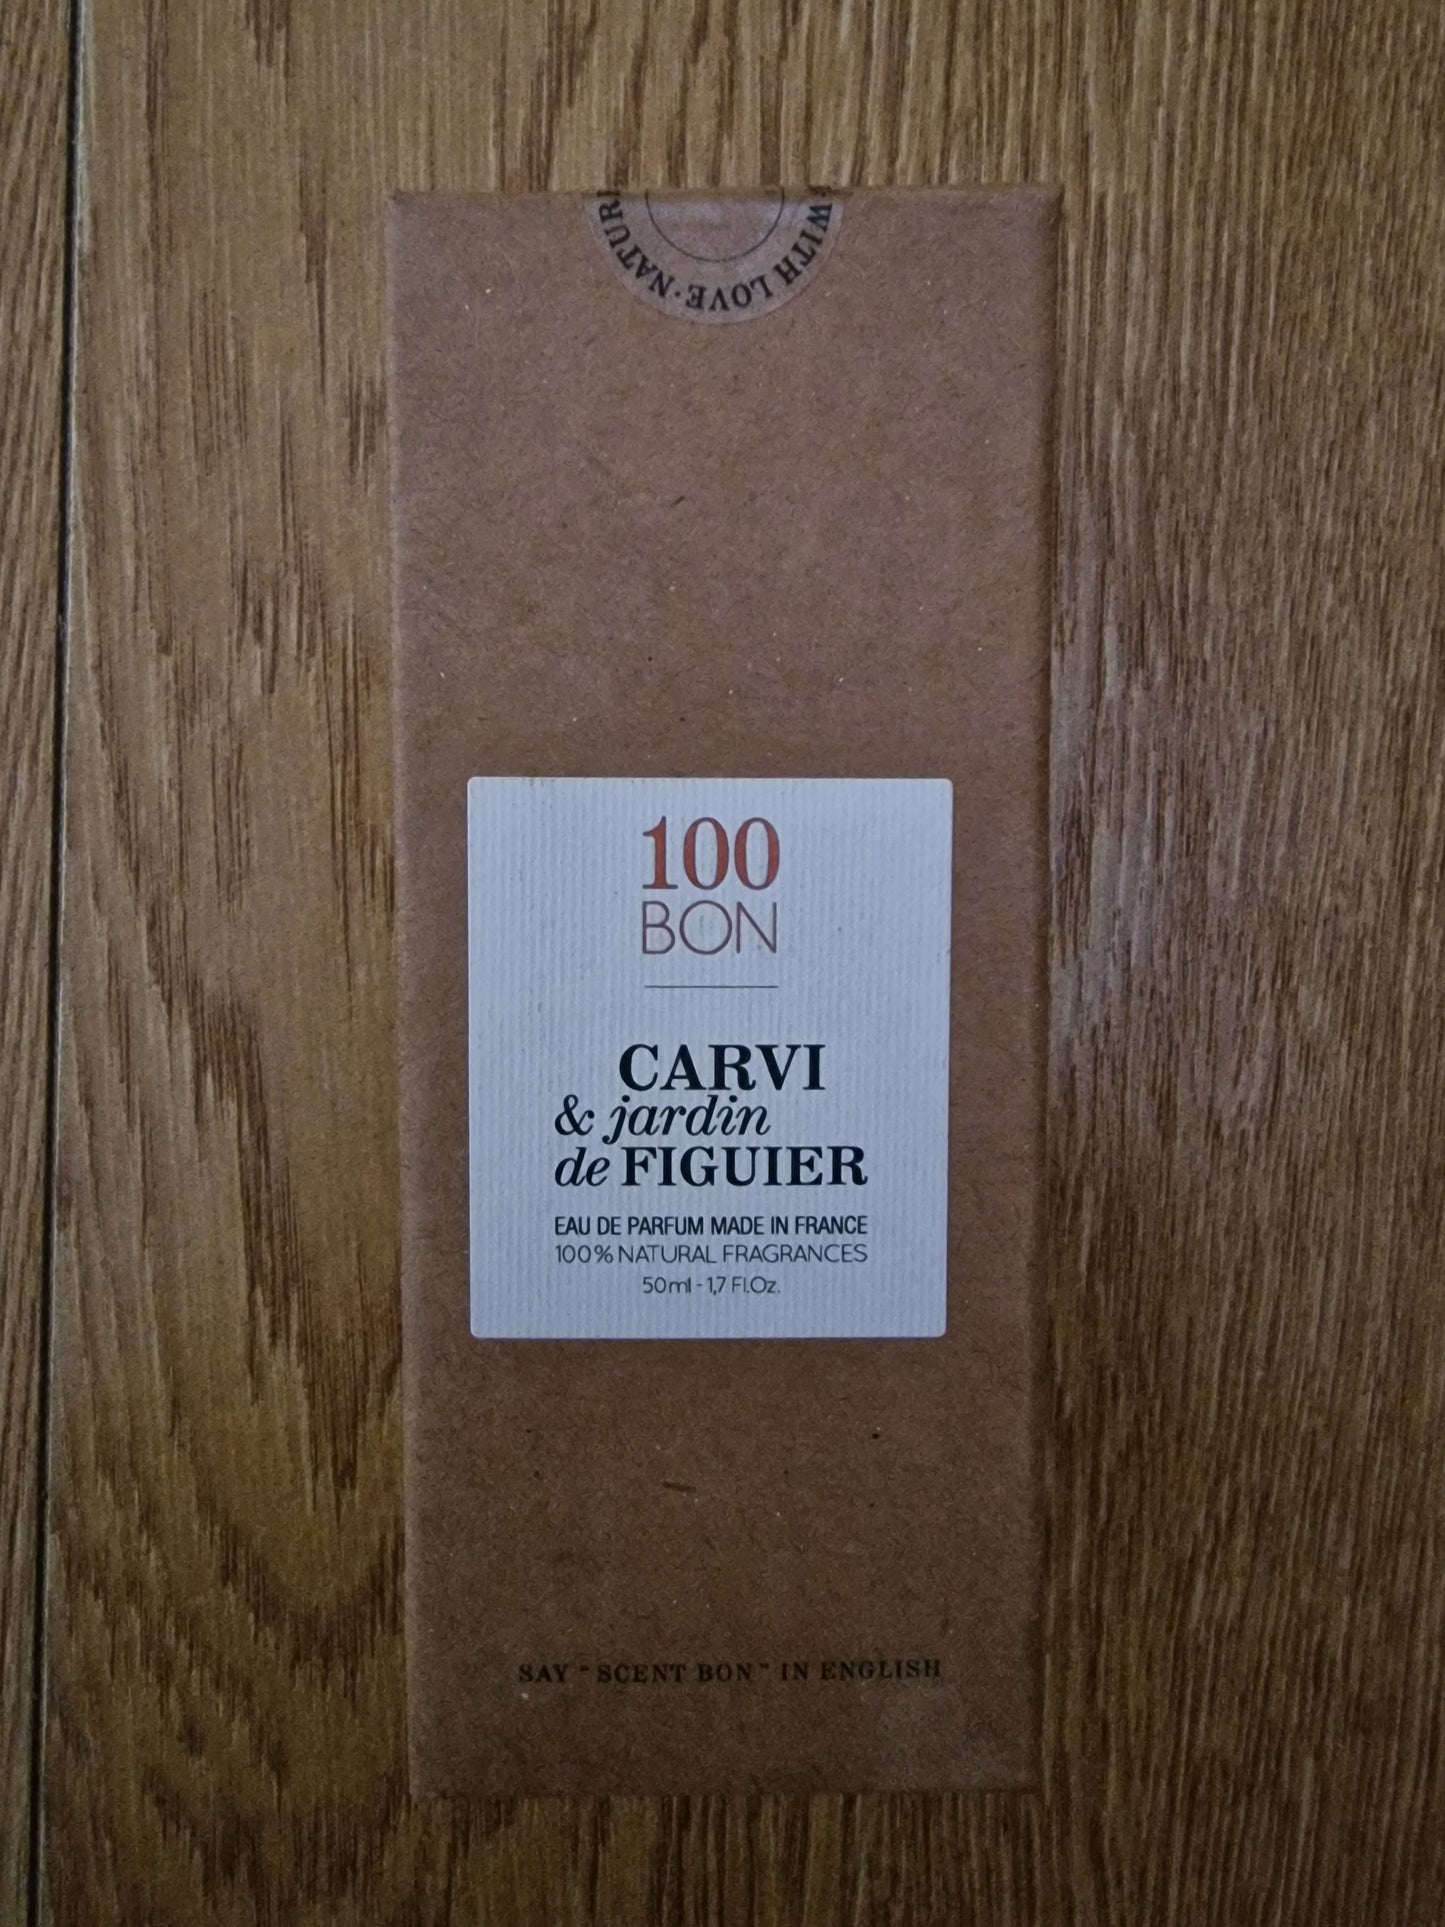 WITH LOVE · NATUR
100
BON
CARVI
& jardin
de FIGUIER
EAU DE PARFUM MADE IN FRANCE
100% NATURAL FRAGRANCES
50ml - 1,7 Fl.Oz.
SAY "SCENT BON" IN ENGLISH